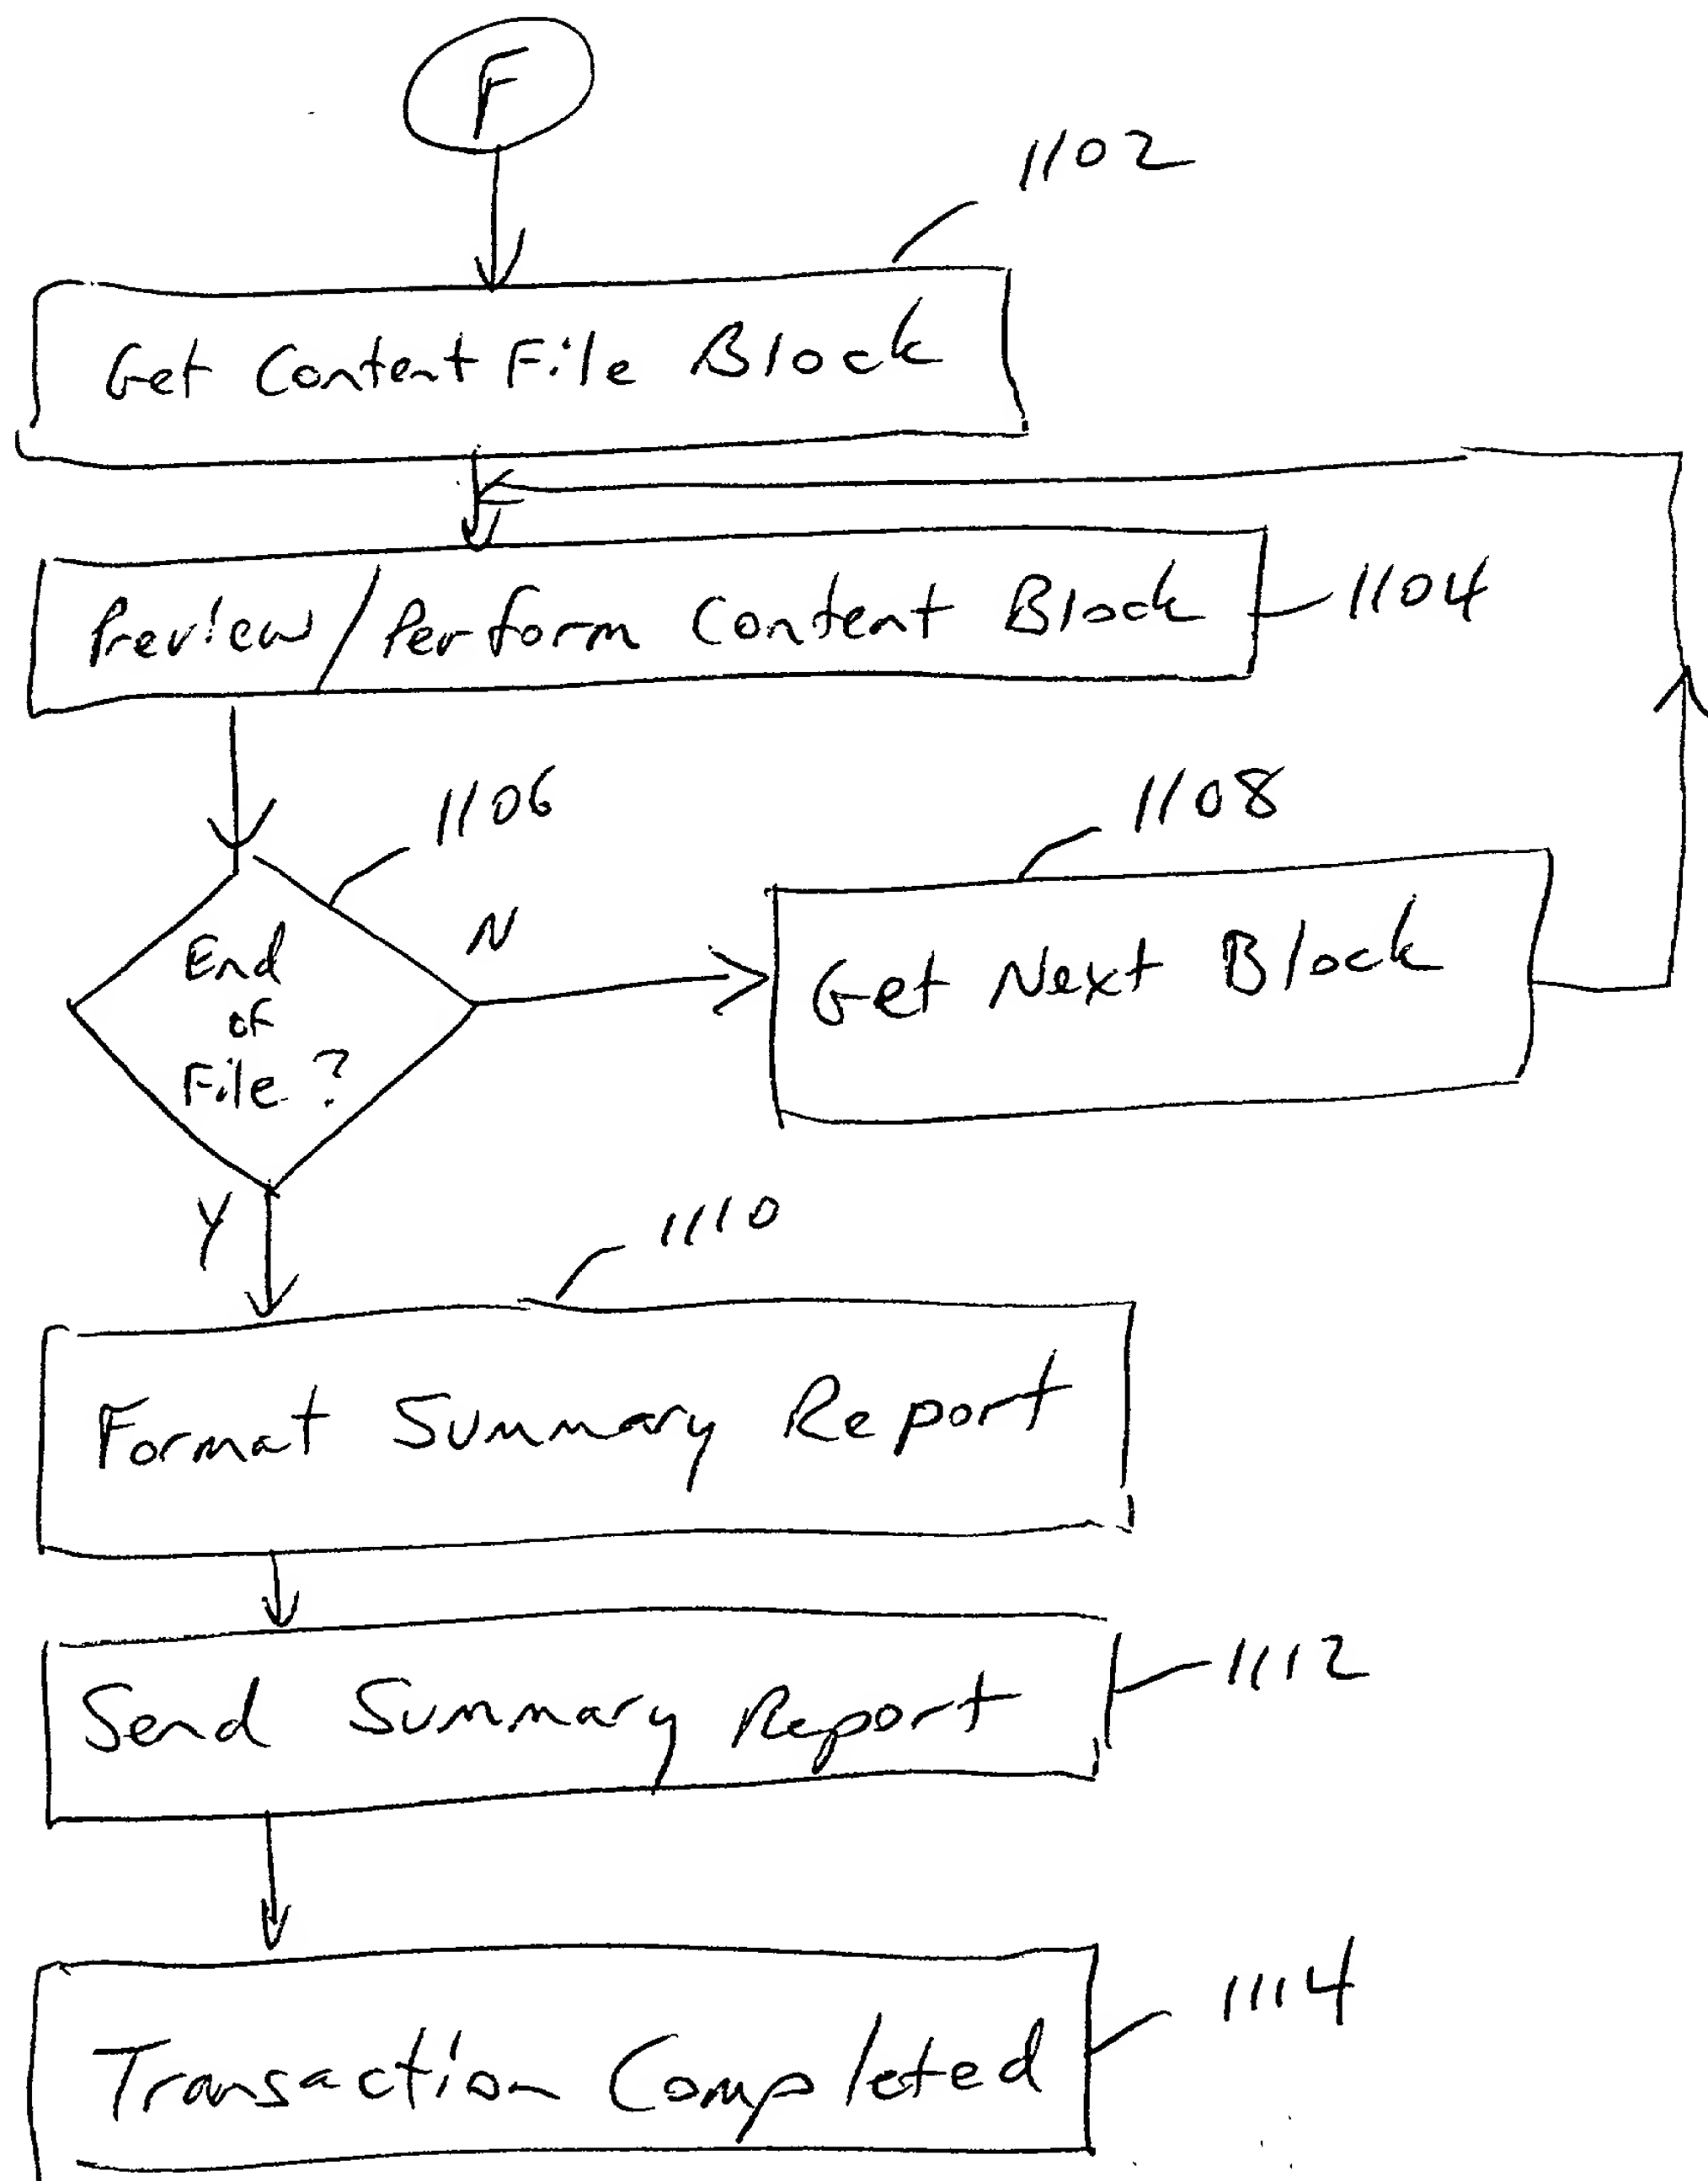 F
1102
Get Content File Block
Preview/Perform Content Block
1104
1106
1108
N
End
of
File?
Get Next Block
Y
1110
Format Summary Report
Send Summary Report
1112
1114
Transaction Completed